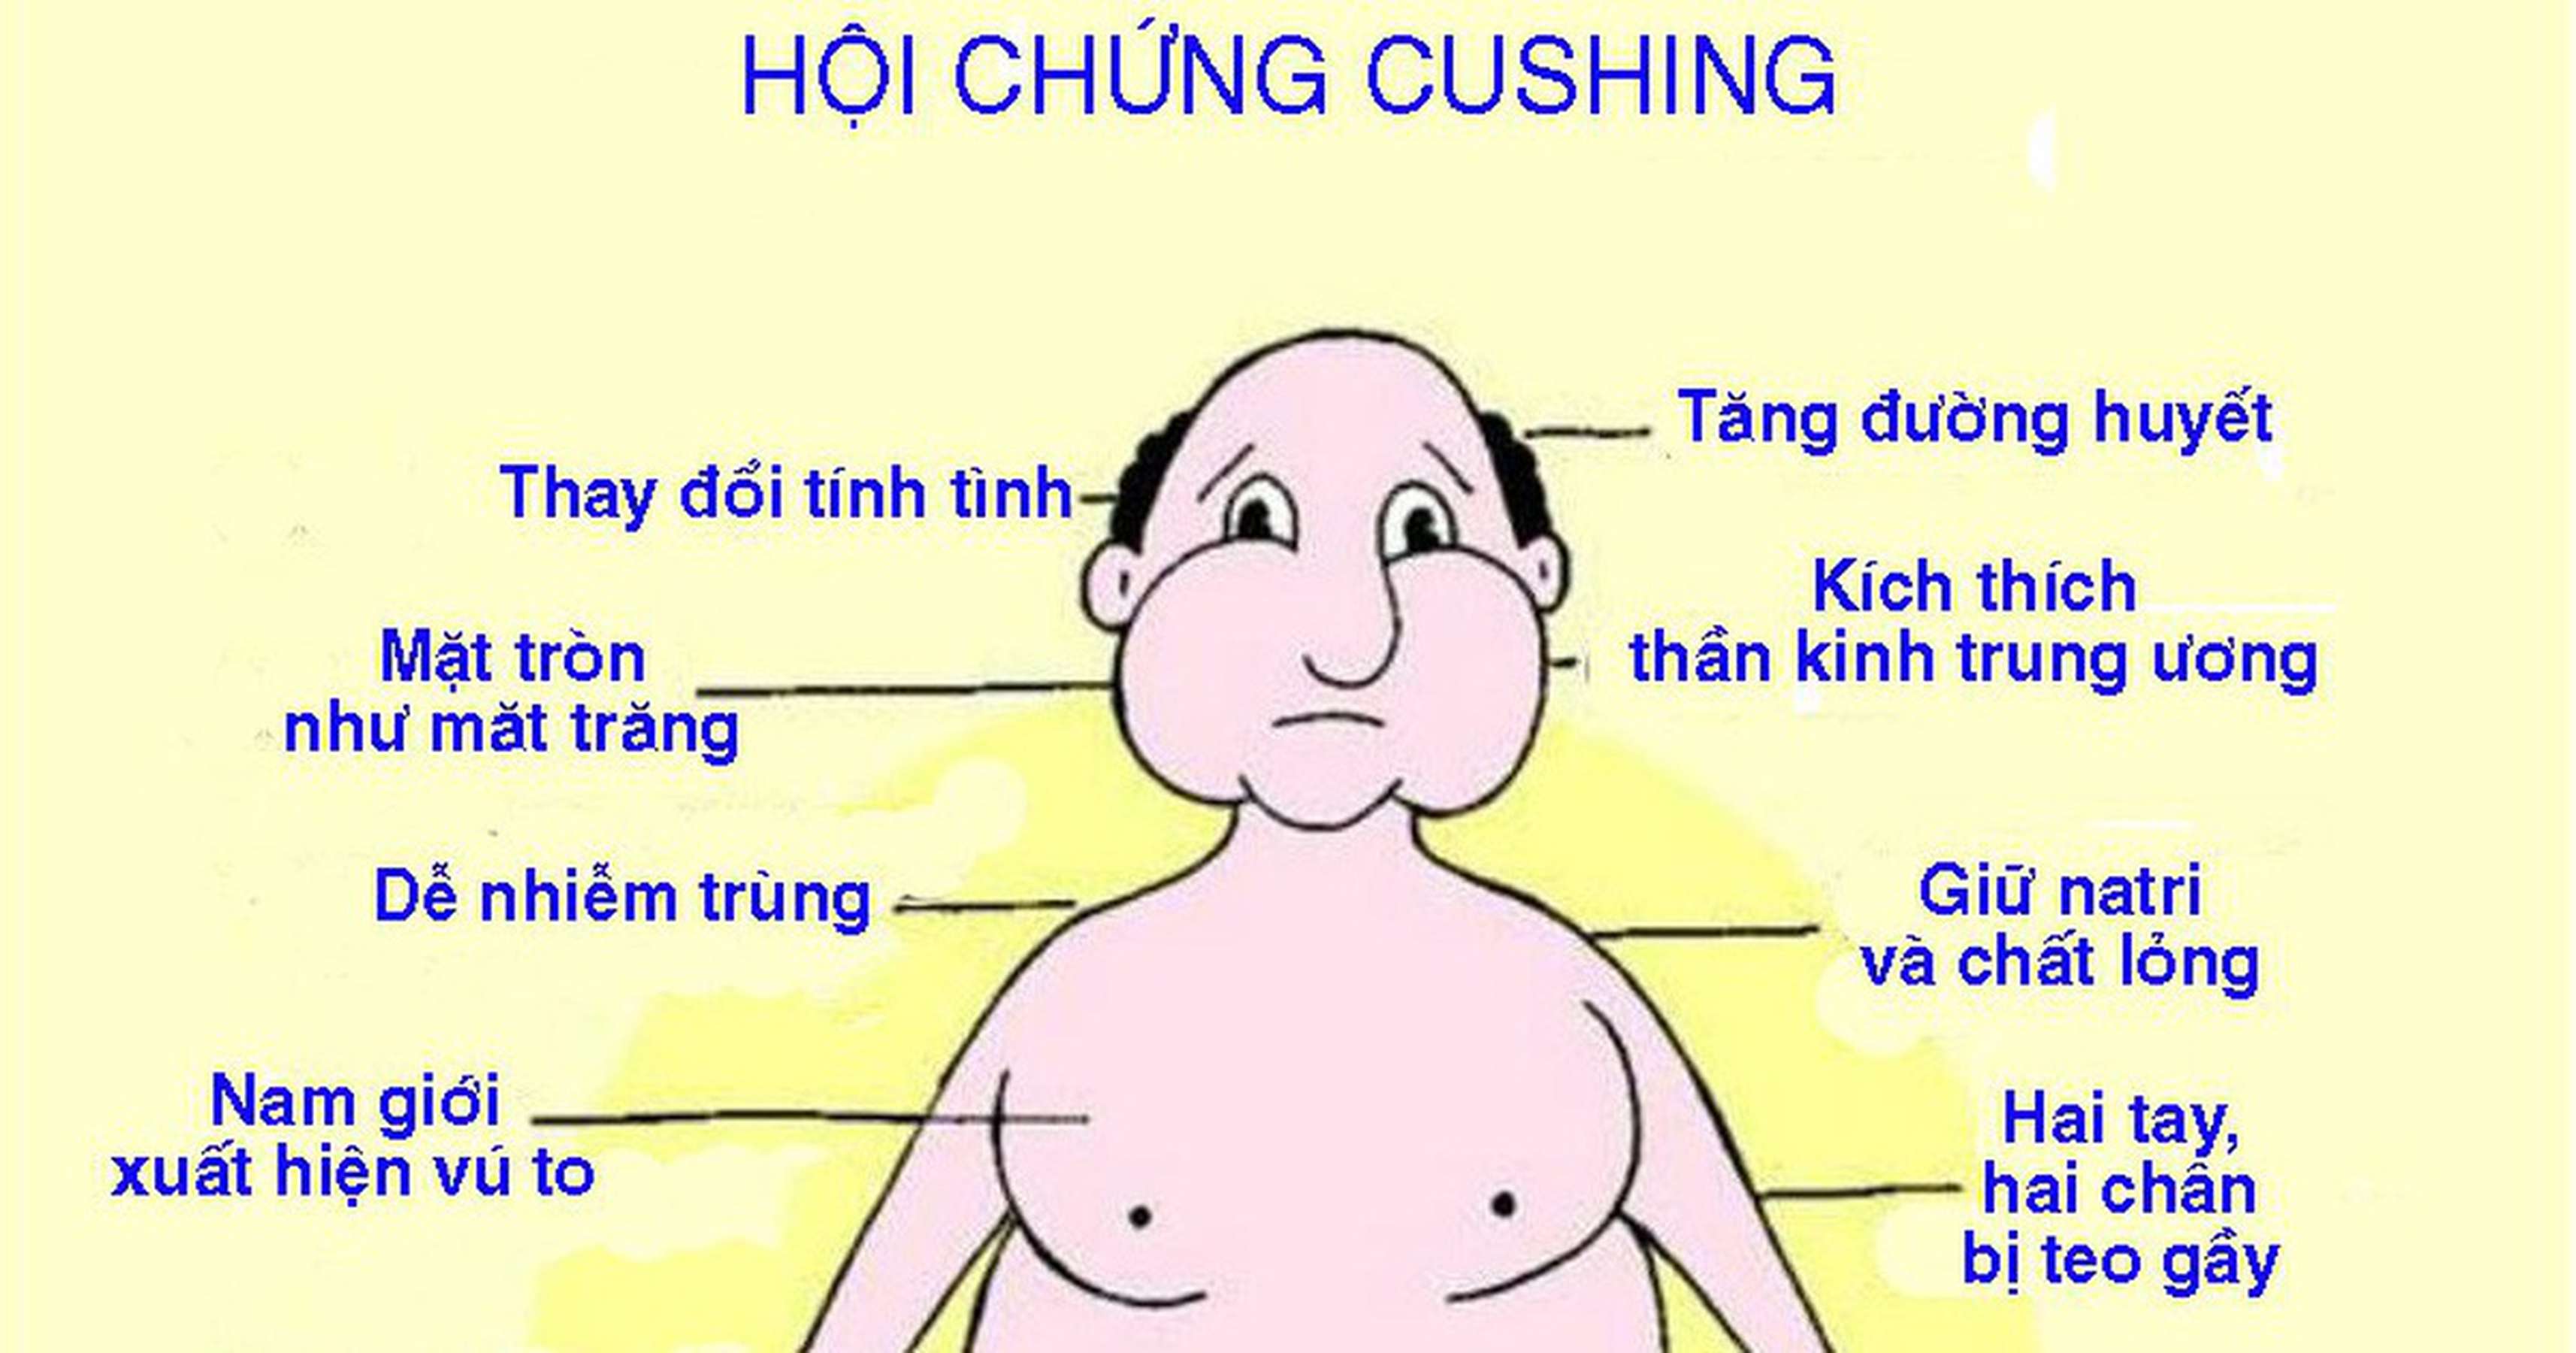 HỘI CHỨNG CUSHING
Tăng đường huyết
Thay đổi tính tình
Kích thích
thần kinh trung ương
Mặt tròn
như măt trăng
Dễ nhiễm trùng
Giữ natri
và chất lỏng
Nam giới
xuất hiện vú to
Hai tay,
hai chân
bị teo gầy